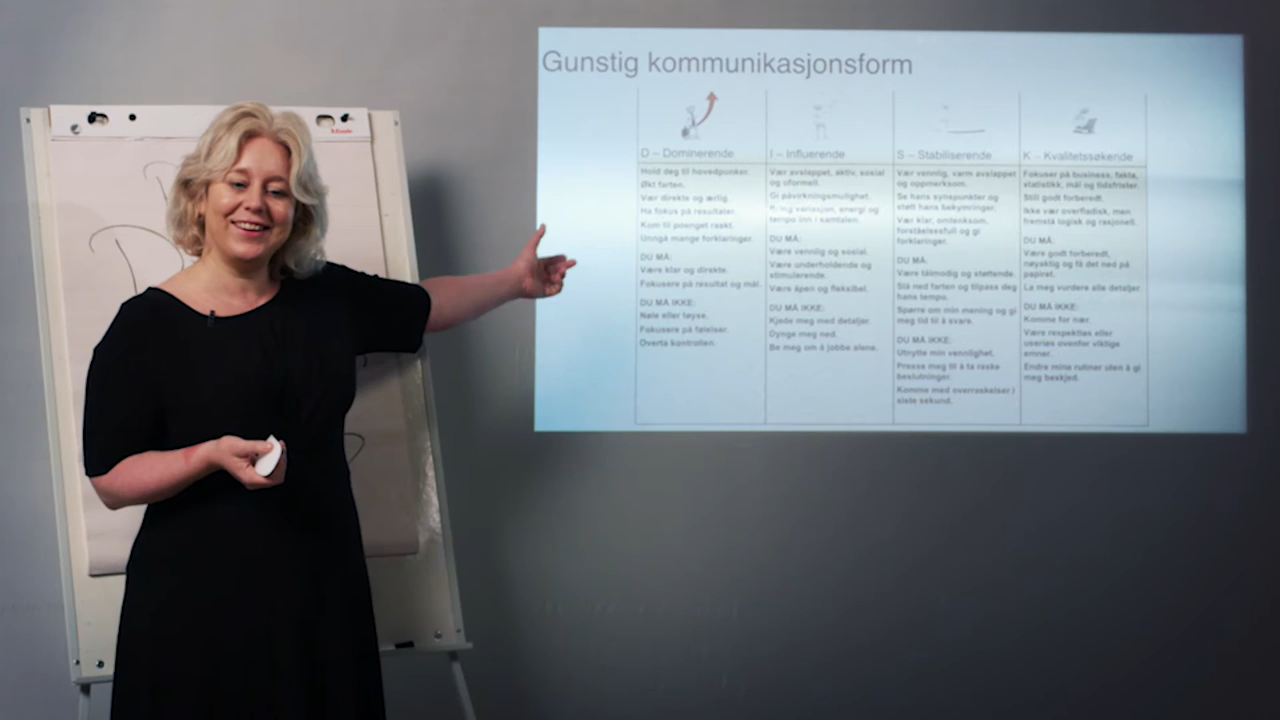 Gunstig kommunikasjonsform
D – Dominerende
Hold deg til hovedpunker.
Økt farten.
Vær direkte og ærlig.
Ha fokus på resultater.
Kom til poenget raskt.
Unngå mange forklaringer.
DU MÅ:
Være klar og direkte.
Fokusere på resultat og mål.
DU MÅ IKKE:
Nøle eller tøyse.
Fokusere på følelser.
Overta kontrollen.
I – Influerende
Vær avslappet, aktiv, sosial
og uformell.
Gi påvirkningsmulighet.
variasjon, energi og
tempo inn i samtalen.
DU MÅ:
Være vennlig og sosial.
Være underholdende og
stimulerende.
Være åpen og fleksibel.
DU MÅ IKKE:
Kjede meg med detaljer.
Dynge meg ned.
Be meg om å jobbe alene.
S – Stabiliserende
Vær vennlig, varm avslappet
og oppmerksom.
Se hans synspunkter og
støtt hans bekymringer.
Vær klar, omtenksom,
forståelsesfull og gi
forklaringer.
DU MÅ:
Være tålmodig og støttende.
Slå ned farten og tilpass deg
hans tempo.
Spørre om min mening og gi
meg tid til å svare.
DU MÅ IKKE:
Utnytte min vennlighet.
Presse meg til å ta raske
beslutninger.
Komme med overraskelser i
siste sekund.
K – Kvalitetssøkende
Fokuser på business, fakta,
statistikk, mål og tidsfrister.
Still godt forberedt.
Ikke vær overfladisk, men
fremstå logisk og rasjonell.
DU MÅ:
Være godt forberedt,
nøyaktig og få det ned på
papiret.
La meg vurdere alle detaljer.
DU MÅ IKKE:
Komme for nær.
Være respektløs eller
useriøs ovenfor viktige
emner.
Endre mine rutiner uten å gi
meg beskjed.